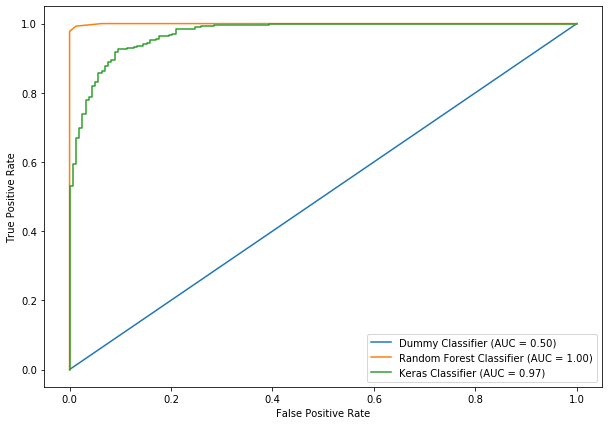 1.0
0.8
0.6
0.4
0.2
0.0
True Positive Rate
0.0 0.2 0.4 0.6 0.8 1.0
False Positive Rate
Dummy Classifier (AUC = 0.50)
Random Forest Classifier (AUC = 1.00)
Keras Classifier (AUC = 0.97)